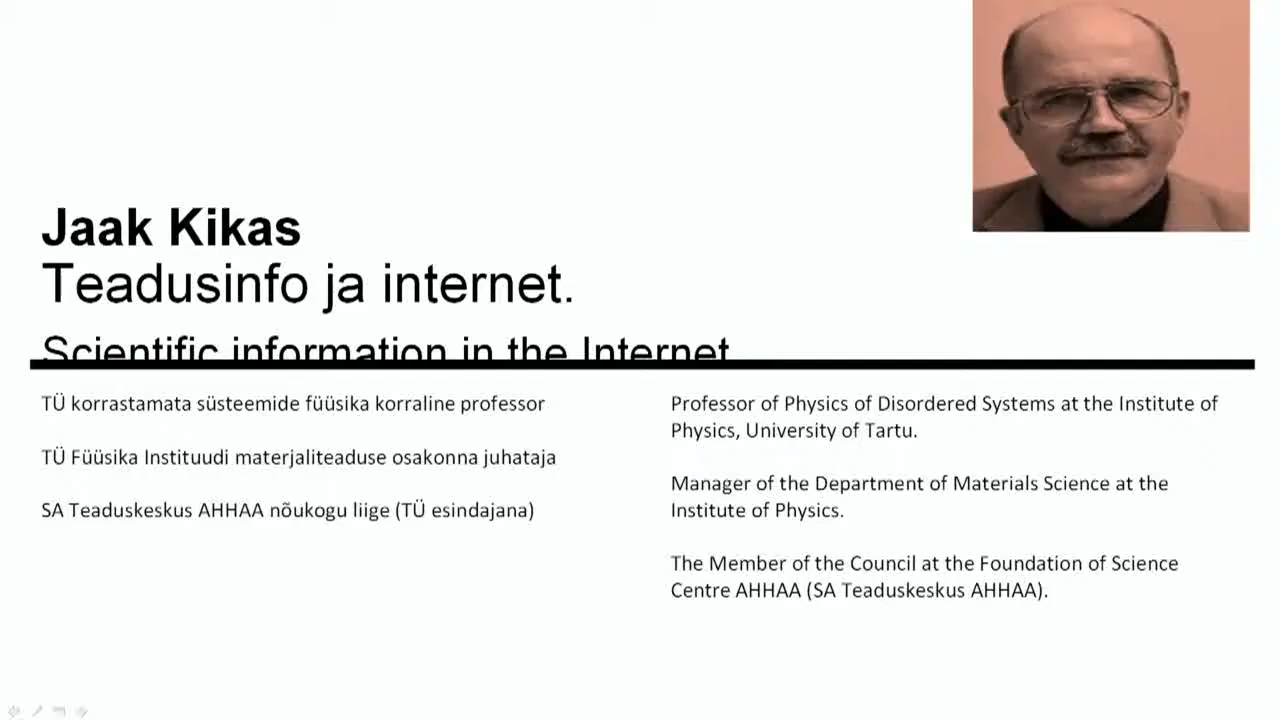 Jaak Kikas
Teadusinfo ja internet.
Scientific information in the Internet
TÜ korrastamata süsteemide füüsika korraline professor
TÜ Füüsika Instituudi materjaliteaduse osakonna juhataja
SA Teaduskeskus AHHAA nõukogu liige (TÜ esindajana)
Professor of Physics of Disordered Systems at the Institute of
Physics, University of Tartu.
Manager of the Department of Materials Science at the
Institute of Physics.
The Member of the Council at the Foundation of Science
Centre AHHAA (SA Teaduskeskus AHHAA).